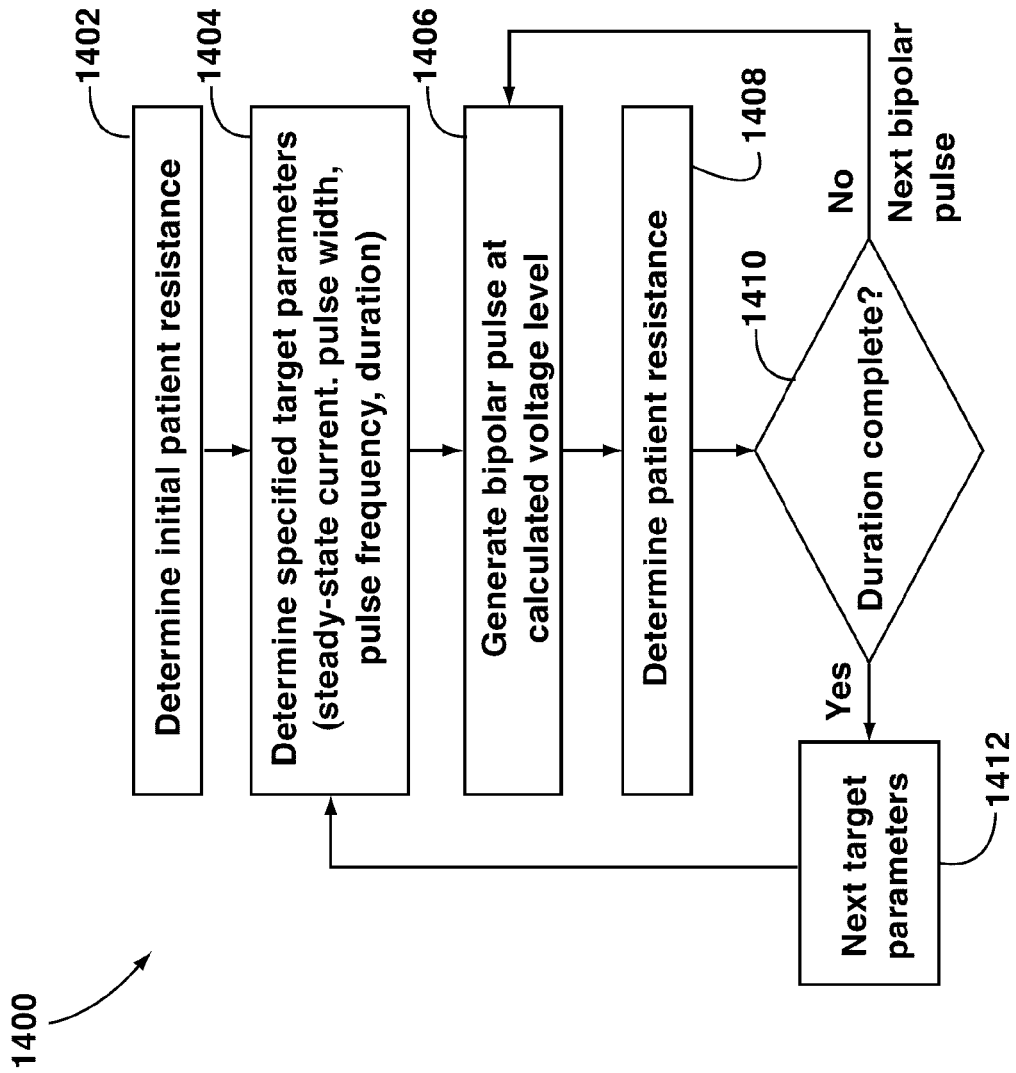 1400
1402
Determine initial patient resistance
1404
Determine specified target parameters
(steady-state current. pulse width,
pulse frequency, duration)
1406
Generate bipolar pulse at
calculated voltage level
1408
Determine patient resistance
1410
Duration complete?
No
Next bipolar
pulse
Yes
Next target
parameters
1412